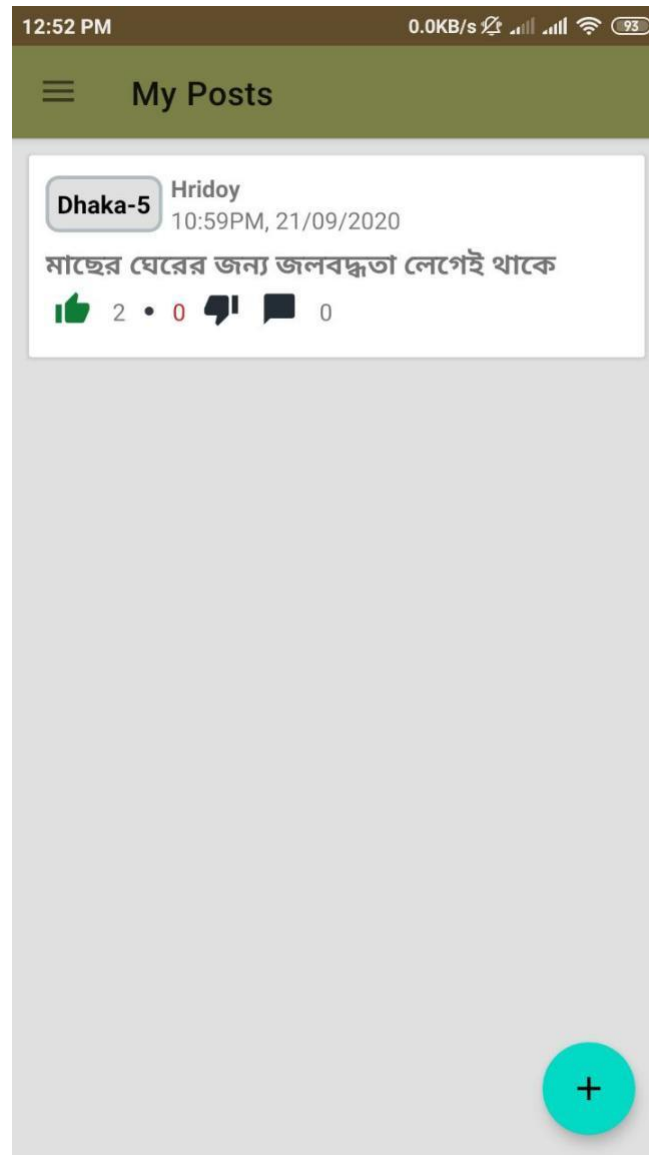 12:52 PM 0.0KB/s 93
My Posts
Dhaka-5 Hridoy
10:59PM, 21/09/2020
মাছের ঘেরের জন্য জলবদ্ধতা লেগেই থাকে
2 • 0 0
+